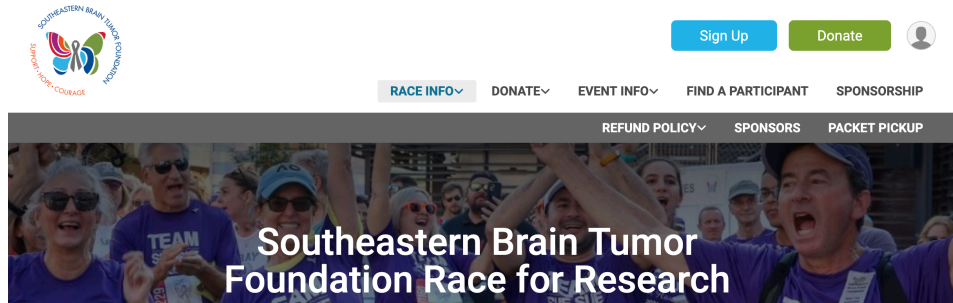 SOUTHEASTERN BRAIN TUMOR FOUNDATION
SUPPORT • HOPE • COURAGE
Sign Up
Donate
RACE INFO
DONATE
EVENT INFO
FIND A PARTICIPANT
SPONSORSHIP
REFUND POLICY
SPONSORS
PACKET PICKUP
TEAM
Southeastern Brain Tumor
Foundation Race for Research